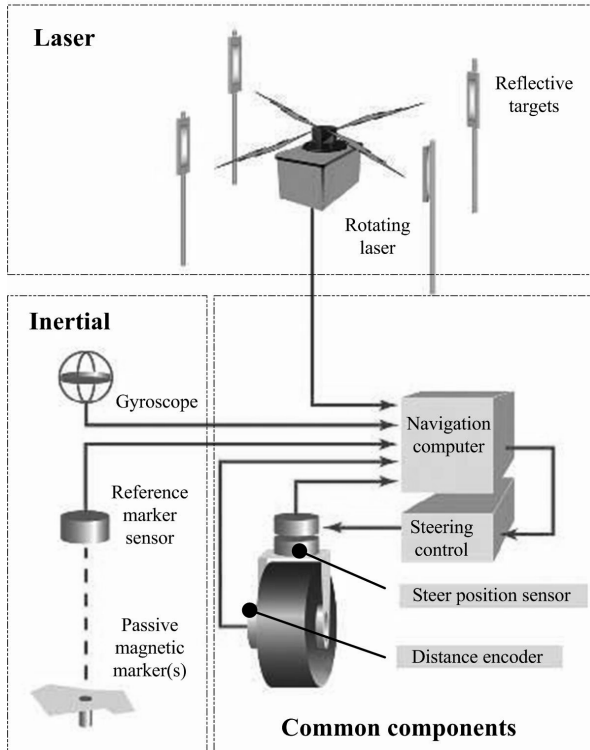 Laser
Reflective
targets
Rotating
laser
Inertial
Gyroscope
Reference
marker
sensor
Passive
magnetic
marker(s)
Navigation
computer
Steering
control
Steer position sensor
Distance encoder
Common components